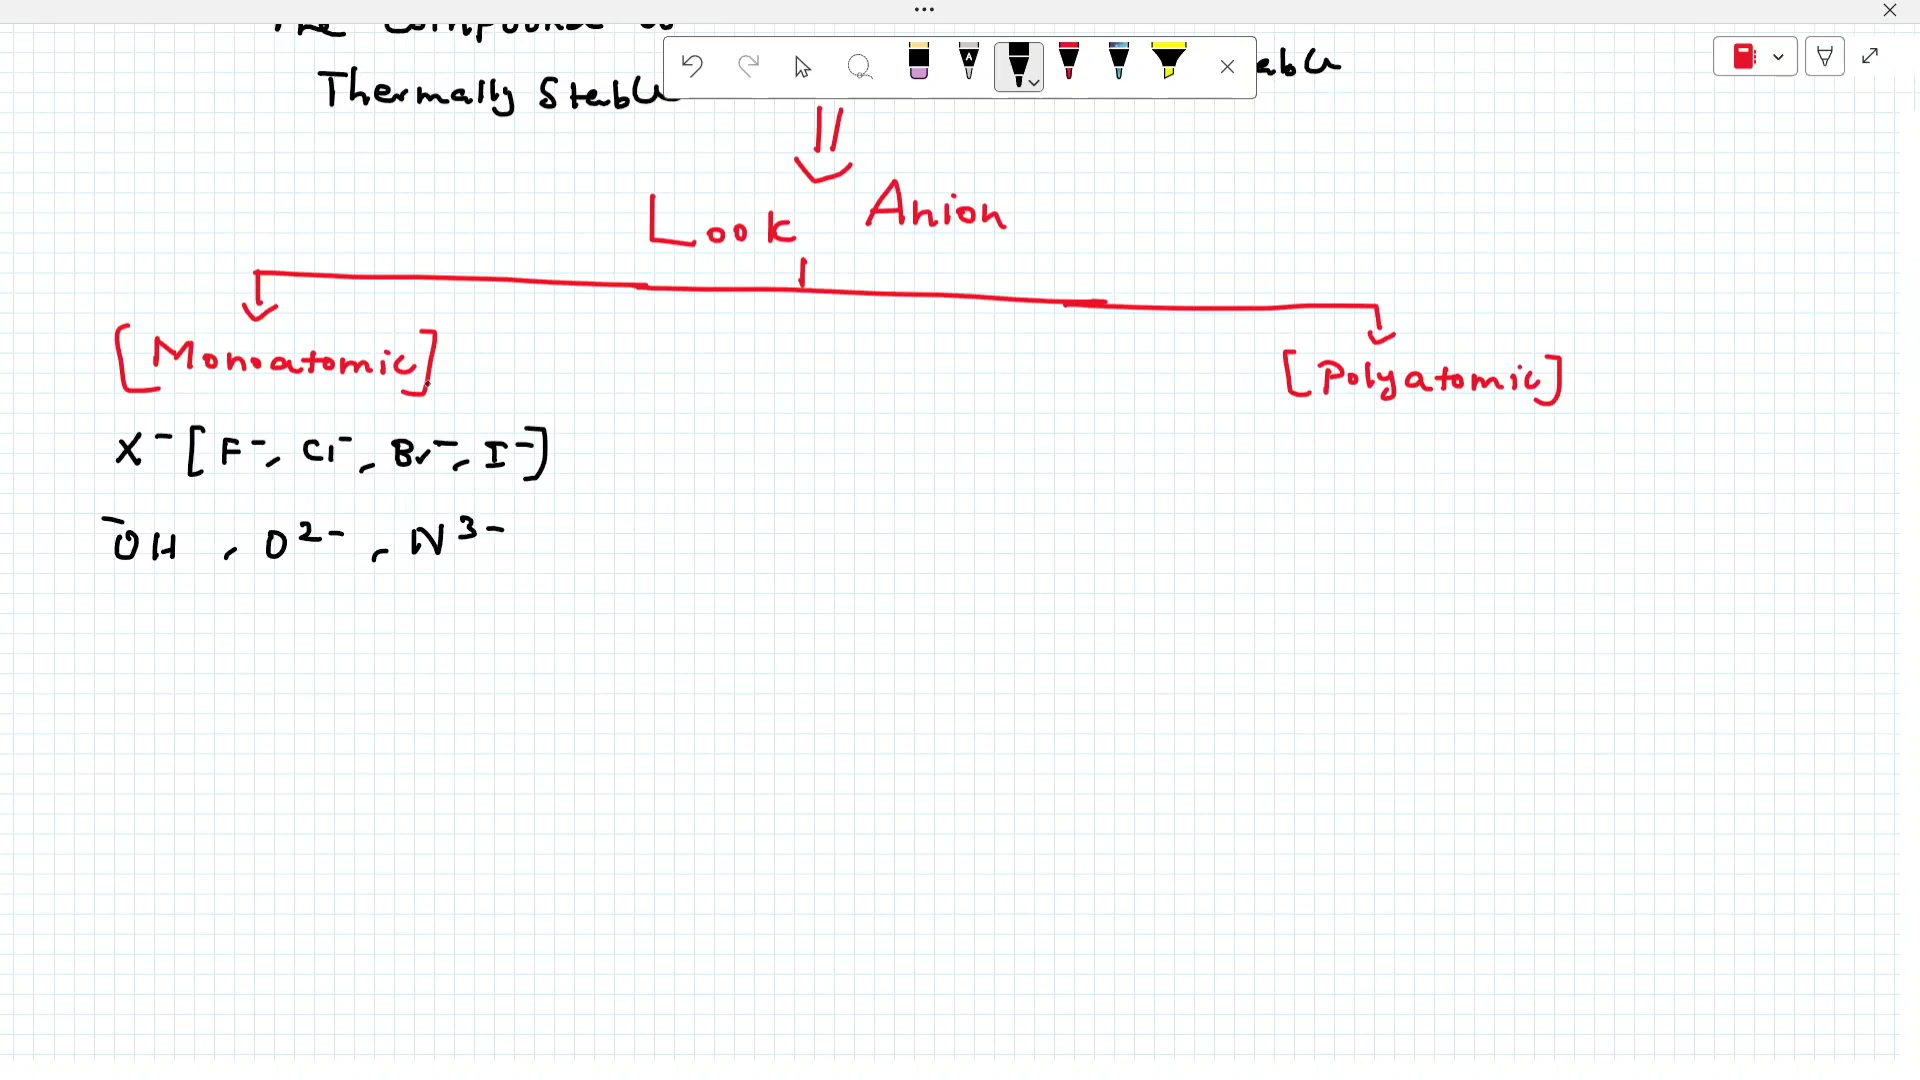 Thermally Stable
Look Anion
[Monoatomic]
[Polyatomic]
X⁻ [F⁻, Cl⁻, Br⁻, I⁻]
⁻OH, O²⁻, N³⁻